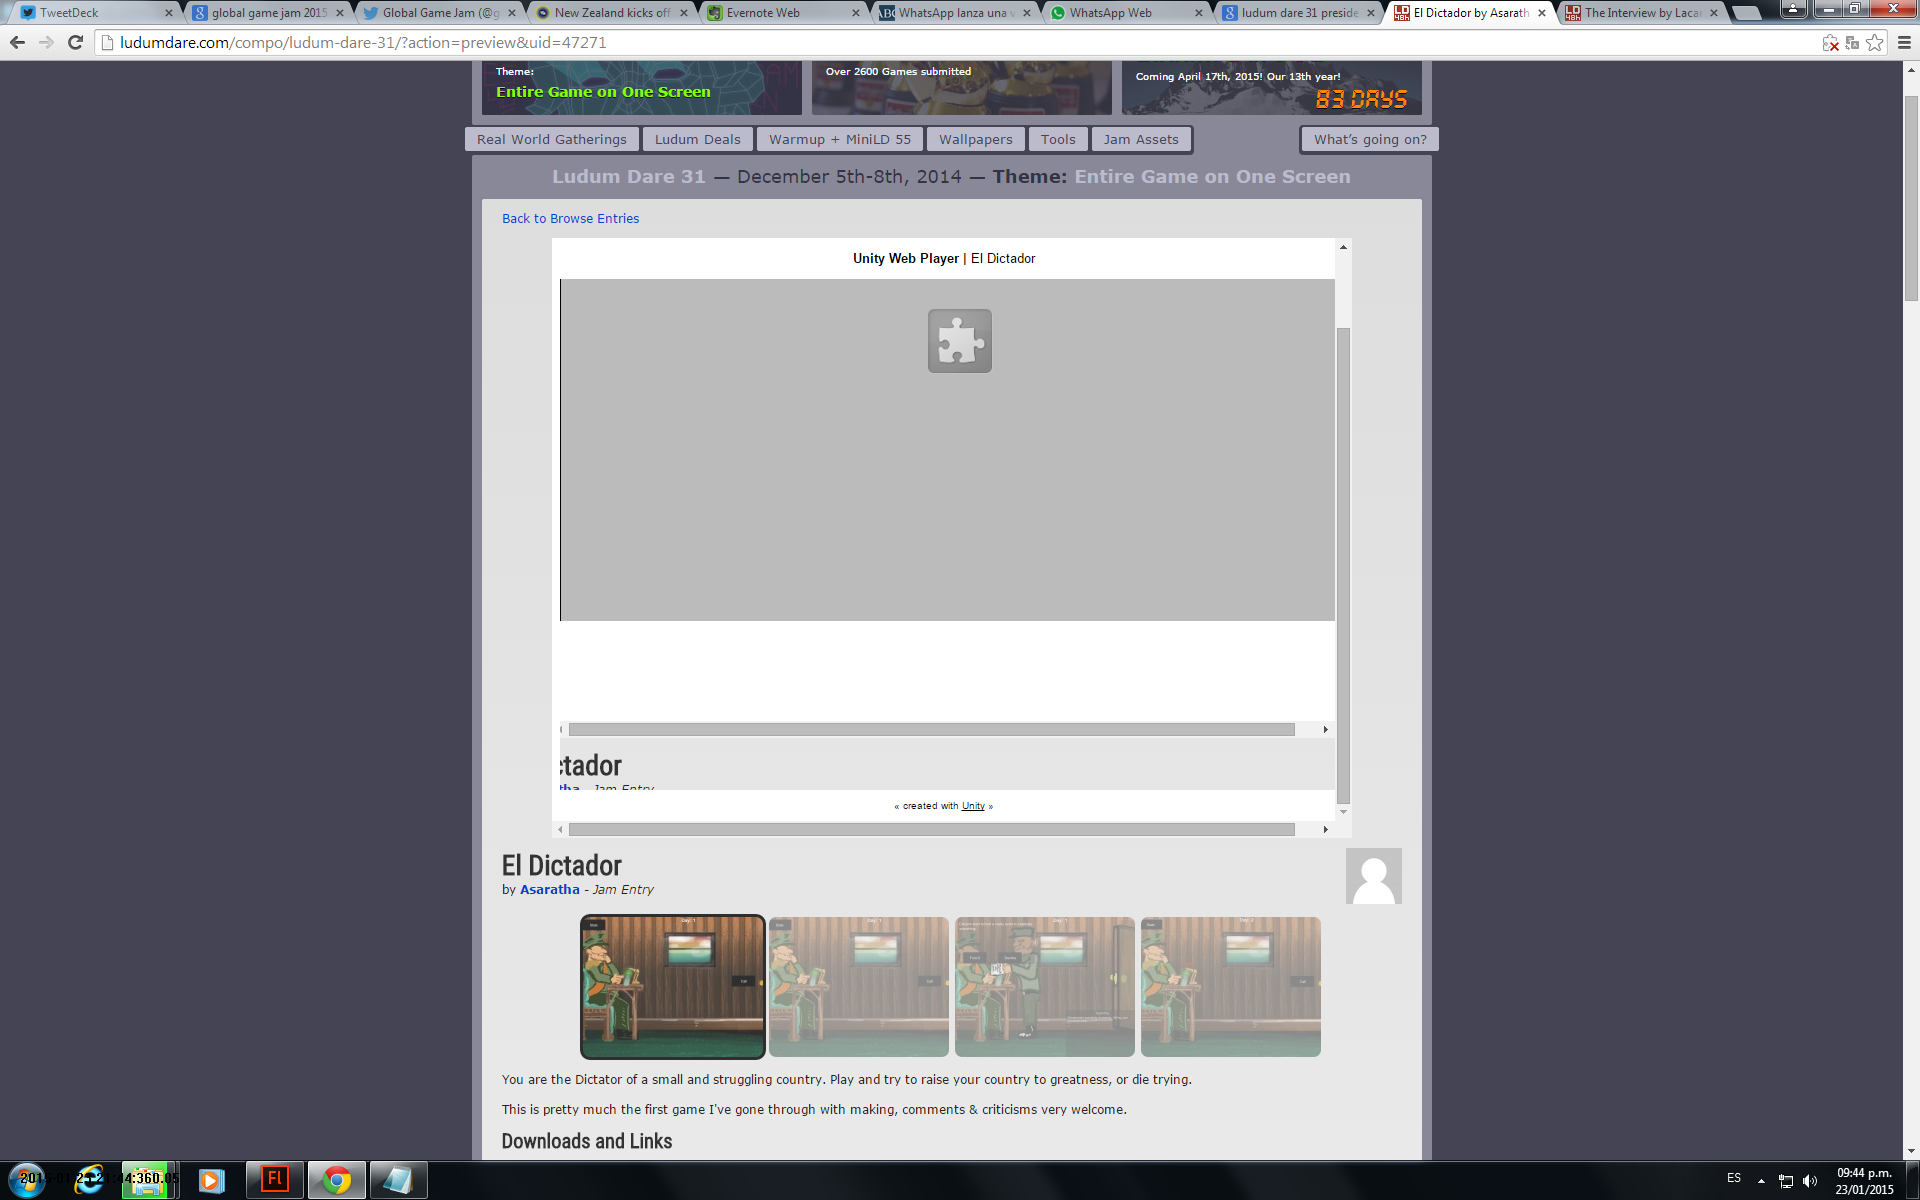 TweetDeck
global game jam 2015
Global Game Jam (@g
New Zealand kicks off
Evernote Web
WhatsApp lanza una v
WhatsApp Web
ludum dare 31 preside
El Dictador by Asarath
The Interview by Laca
ludumdare.com/compo/ludum-dare-31/?action=preview&uid=47271
Theme:
Entire Game on One Screen
Over 2600 Games submitted
Coming April 17th, 2015! Our 13th year!
83 DAYS
Real World Gatherings
Ludum Deals
Warmup + MiniLD 55
Wallpapers
Tools
Jam Assets
What's going on?
Ludum Dare 31 — December 5th-8th, 2014 — Theme: Entire Game on One Screen
Back to Browse Entries
Unity Web Player | El Dictador
ctador
tha - Jam Entry
« created with Unity »
El Dictador
by Asaratha - Jam Entry
You are the Dictator of a small and struggling country. Play and try to raise your country to greatness, or die trying.
This is pretty much the first game I've gone through with making, comments & criticisms very welcome.
Downloads and Links
ES
09:44 p.m.
23/01/2015